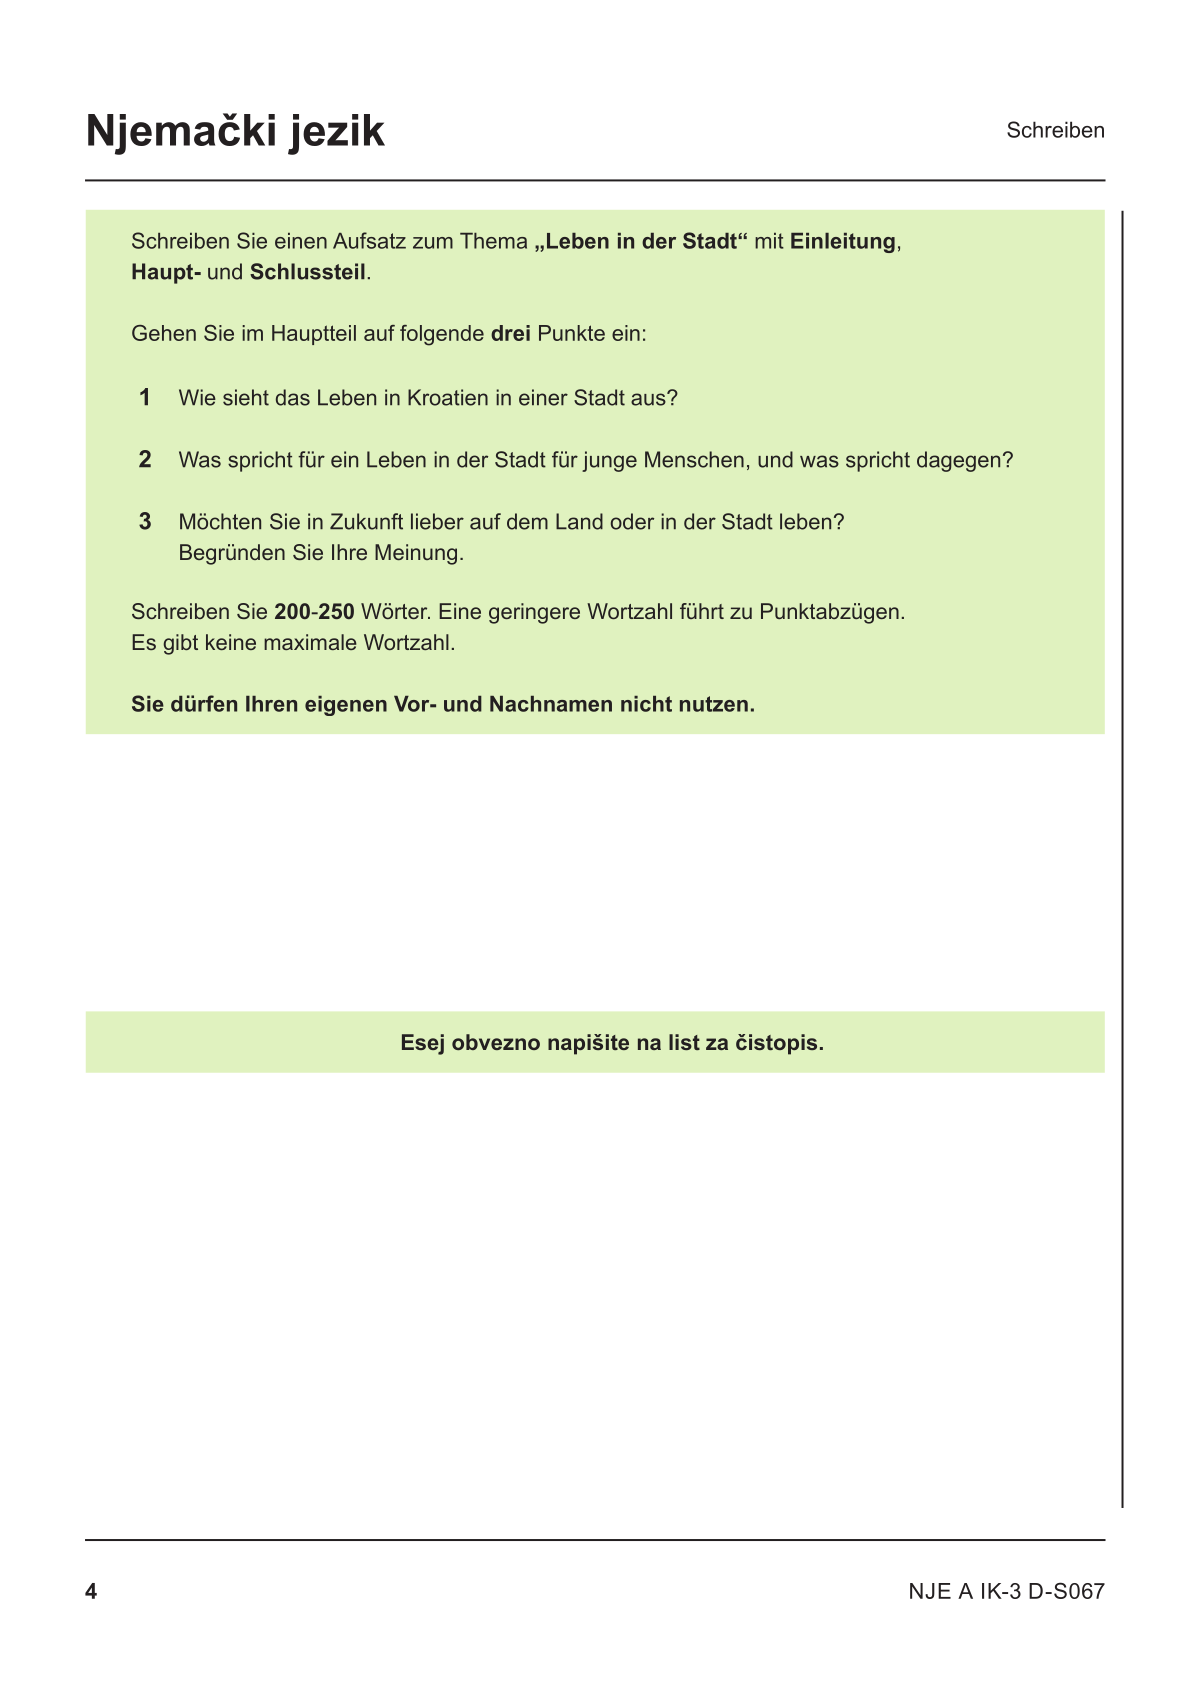 Njemački jezik
Schreiben
Schreiben Sie einen Aufsatz zum Thema „Leben in der Stadt“ mit Einleitung,
Haupt- und Schlussteil.
Gehen Sie im Hauptteil auf folgende drei Punkte ein:
1 Wie sieht das Leben in Kroatien in einer Stadt aus?
2 Was spricht für ein Leben in der Stadt für junge Menschen, und was spricht dagegen?
3 Möchten Sie in Zukunft lieber auf dem Land oder in der Stadt leben?
Begründen Sie Ihre Meinung.
Schreiben Sie 200-250 Wörter. Eine geringere Wortzahl führt zu Punktabzügen.
Es gibt keine maximale Wortzahl.
Sie dürfen Ihren eigenen Vor- und Nachnamen nicht nutzen.
Esej obvezno napišite na list za čistopis.
4
NJE A IK-3 D-S067